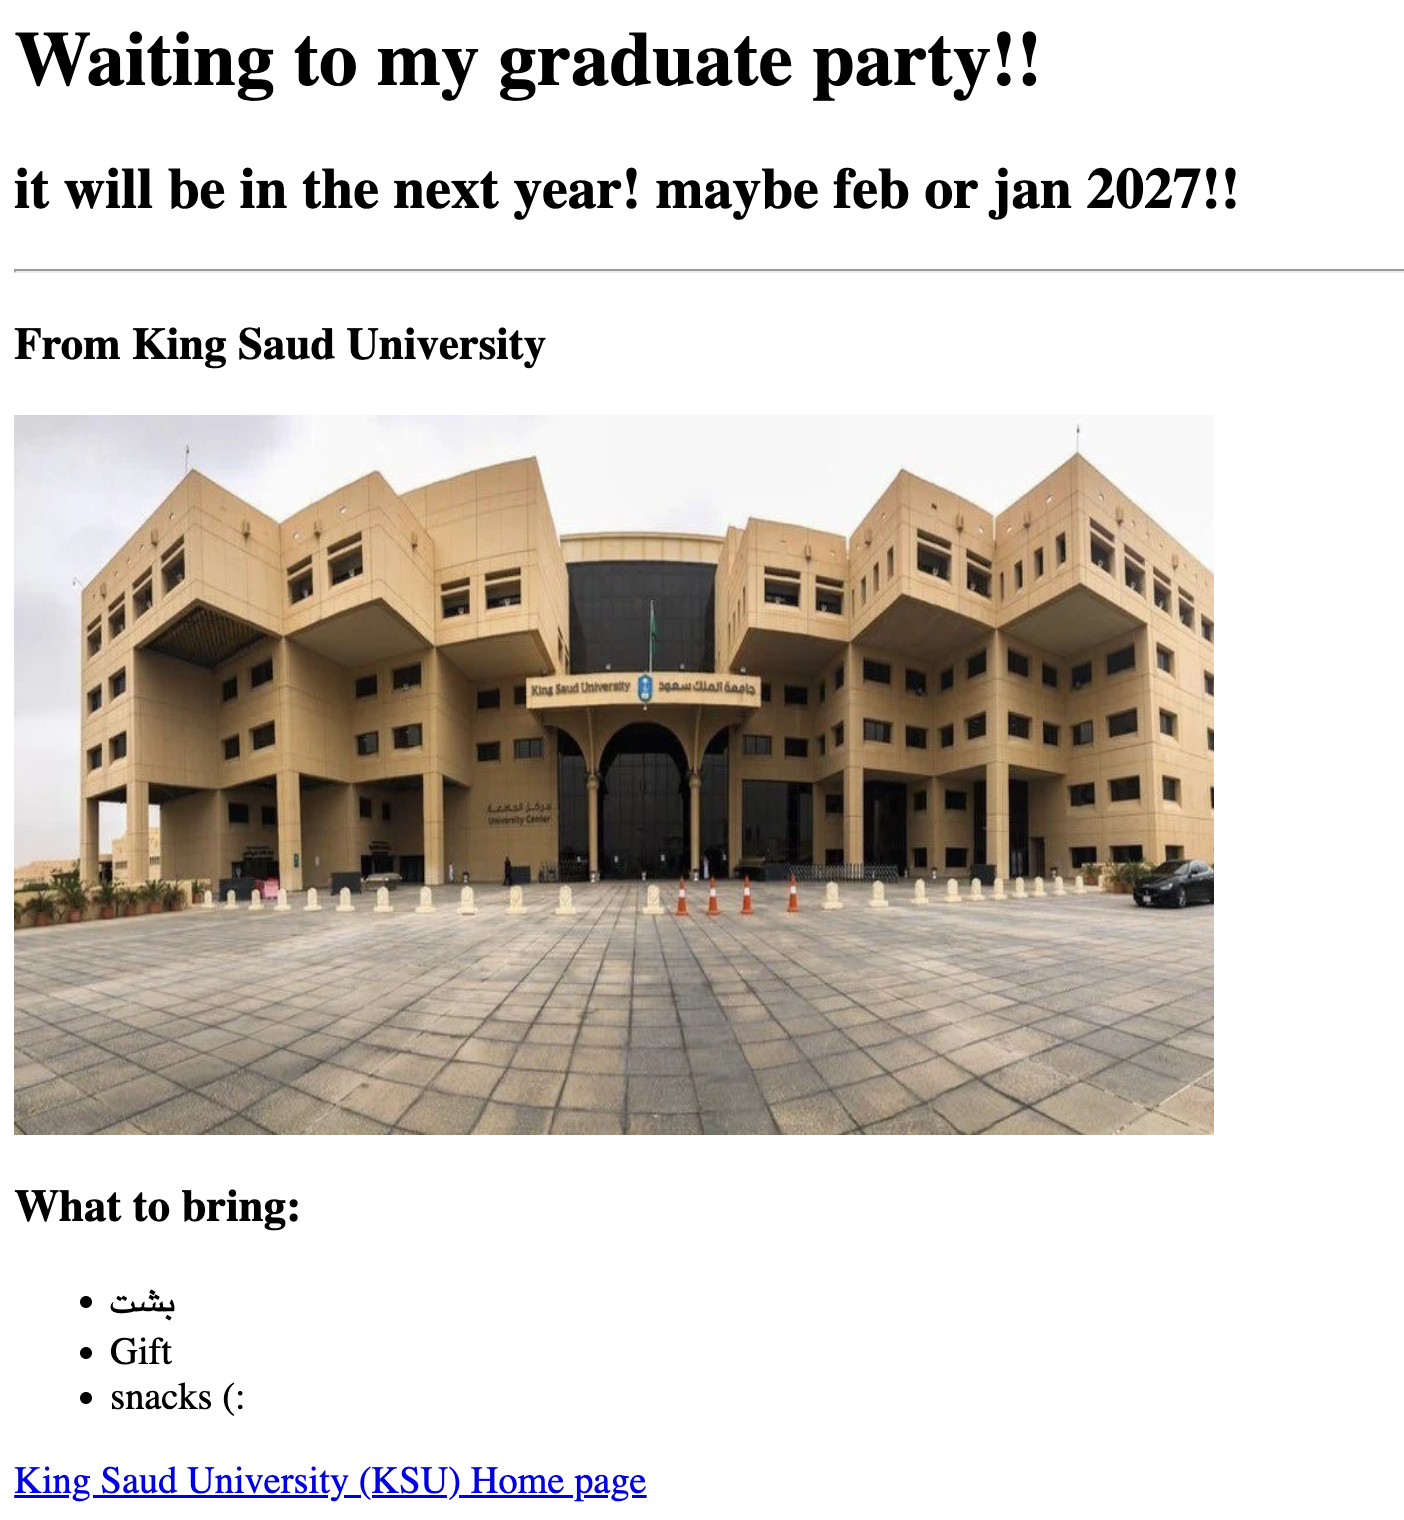 Waiting to my graduate party!!
it will be in the next year! maybe feb or jan 2027!!
From King Saud University
King Saud University جامعة الملك سعود
مركز الجامعة
University Center
What to bring:
بشت
Gift
snacks (:
King Saud University (KSU) Home page